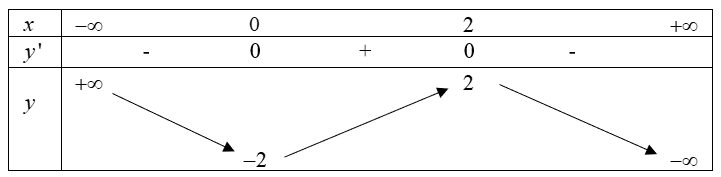 x –∞ 0 2 +∞
y' - 0 + 0 -
+∞ 2
y
–2 –∞